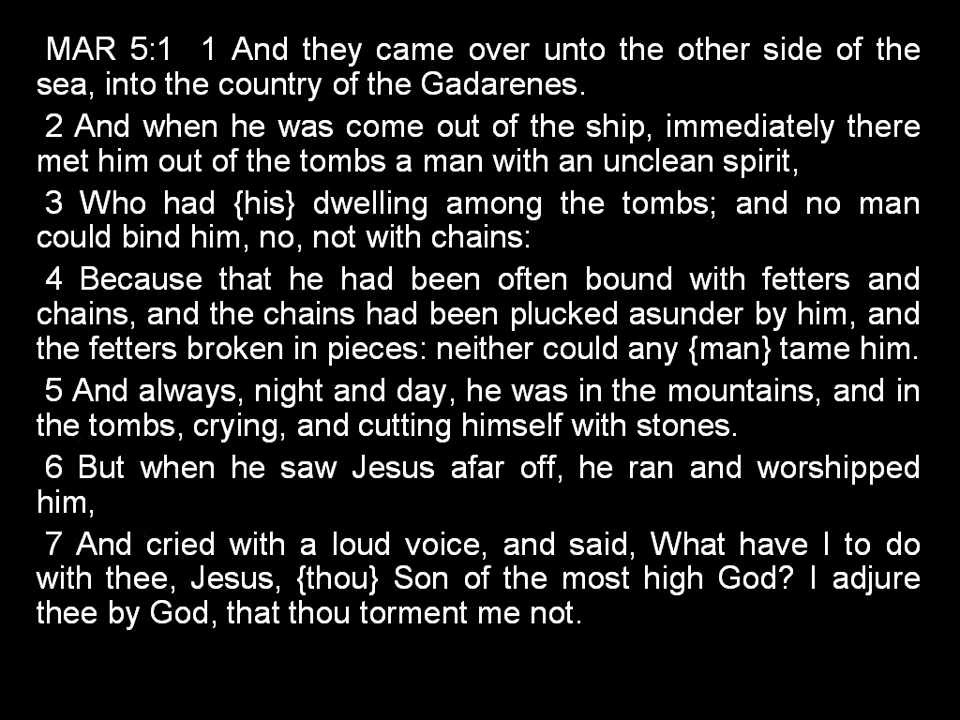 MAR 5:1 1 And they came over unto the other side of the
sea, into the country of the Gadarenes.
2 And when he was come out of the ship, immediately there
met him out of the tombs a man with an unclean spirit,
3 Who had {his} dwelling among the tombs; and no man
could bind him, no, not with chains:
4 Because that he had been often bound with fetters and
chains, and the chains had been plucked asunder by him, and
the fetters broken in pieces: neither could any {man} tame him.
5 And always, night and day, he was in the mountains, and in
the tombs, crying, and cutting himself with stones.
6 But when he saw Jesus afar off, he ran and worshipped
him,
7 And cried with a loud voice, and said, What have I to do
with thee, Jesus, {thou} Son of the most high God? I adjure
thee by God, that thou torment me not.